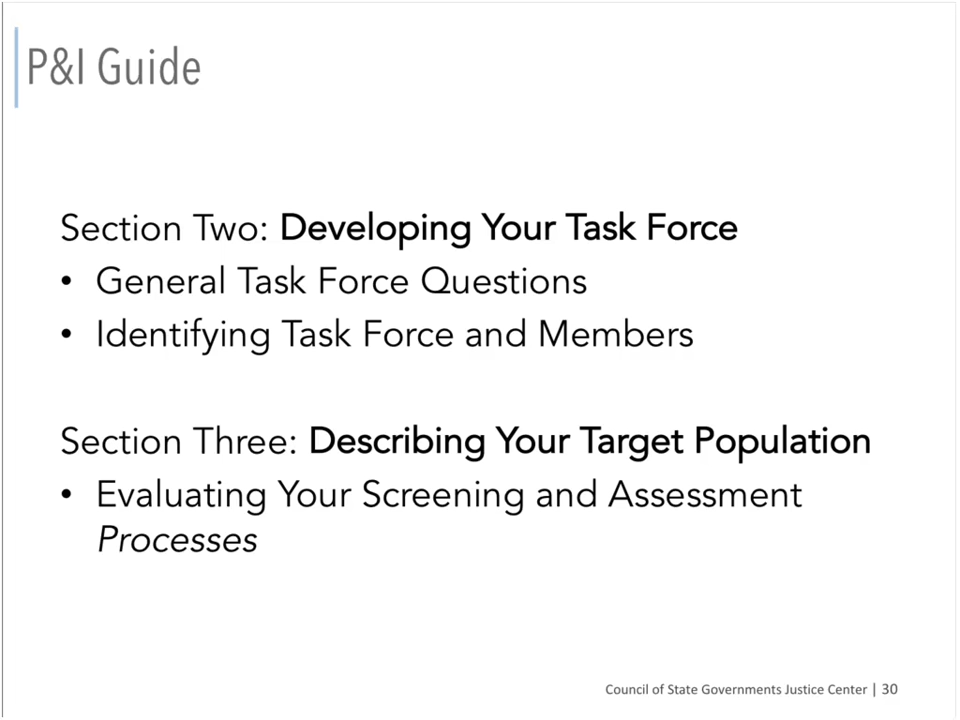 P&I Guide
Section Two: Developing Your Task Force
• General Task Force Questions
• Identifying Task Force and Members
Section Three: Describing Your Target Population
• Evaluating Your Screening and Assessment
Processes
Council of State Governments Justice Center | 30